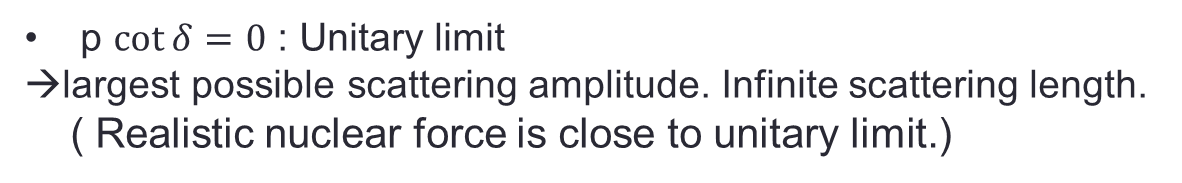 • p cot δ = 0 : Unitary limit
→largest possible scattering amplitude. Infinite scattering length.
( Realistic nuclear force is close to unitary limit.)